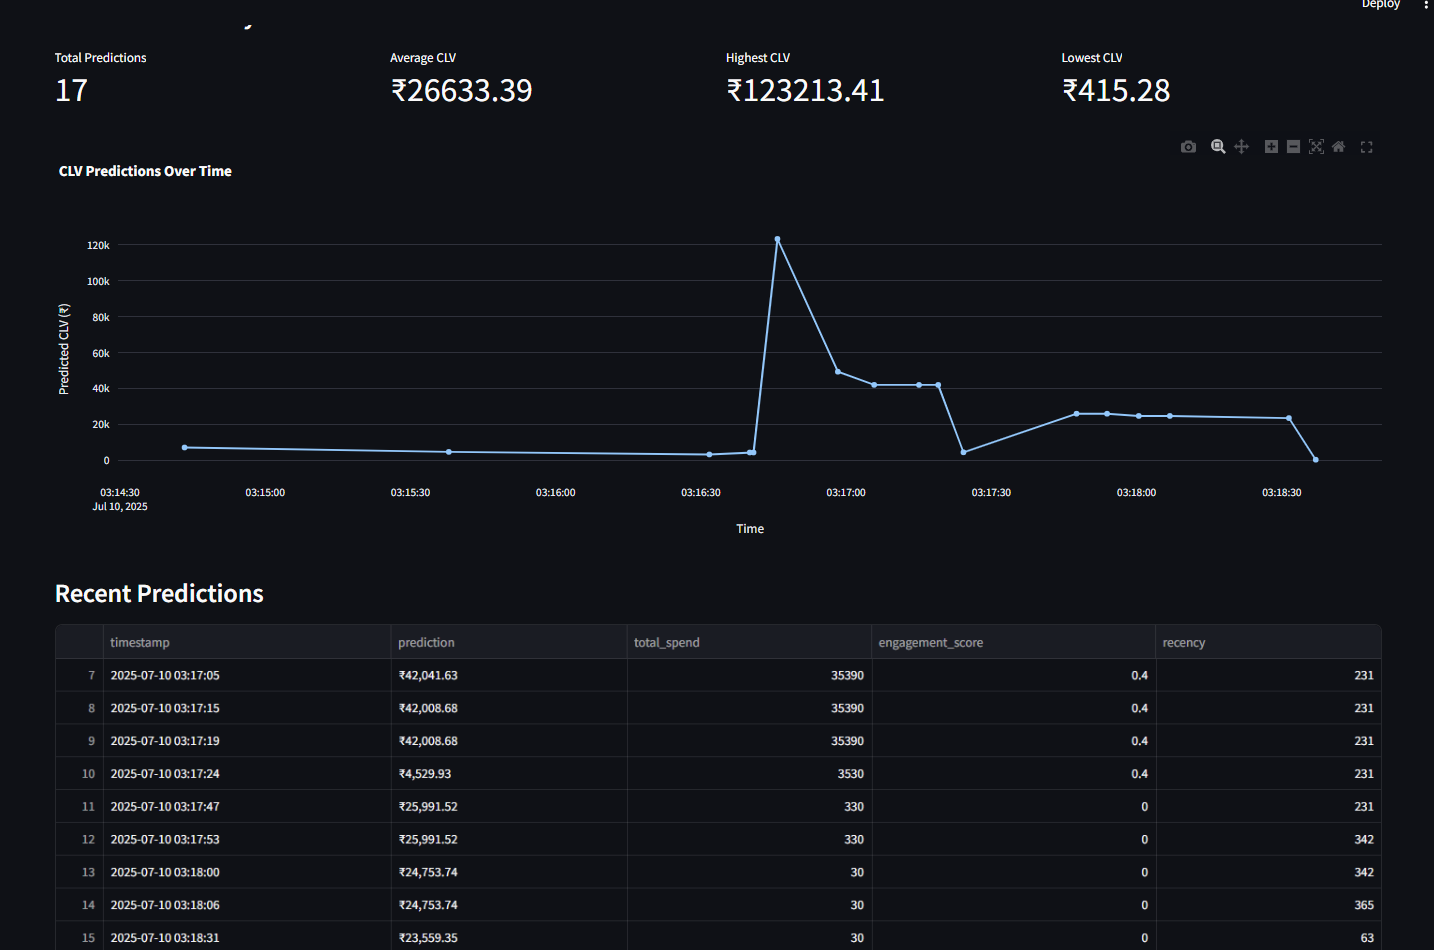 Deploy
Total Predictions
17
Average CLV
₹26633.39
Highest CLV
₹123213.41
Lowest CLV
₹415.28
CLV Predictions Over Time
Predicted CLV (₹)
120k
100k
80k
60k
40k
20k
0
03:14:30 03:15:00 03:15:30 03:16:00 03:16:30 03:17:00 03:17:30 03:18:00 03:18:30
Jul 10, 2025
Time
Recent Predictions
timestamp prediction total_spend engagement_score recency
7 2025-07-10 03:17:05 ₹42,041.63 35390 0.4 231
8 2025-07-10 03:17:15 ₹42,008.68 35390 0.4 231
9 2025-07-10 03:17:19 ₹42,008.68 35390 0.4 231
10 2025-07-10 03:17:24 ₹4,529.93 3530 0.4 231
11 2025-07-10 03:17:47 ₹25,991.52 330 0 231
12 2025-07-10 03:17:53 ₹25,991.52 330 0 342
13 2025-07-10 03:18:00 ₹24,753.74 30 0 342
14 2025-07-10 03:18:06 ₹24,753.74 30 0 365
15 2025-07-10 03:18:31 ₹23,559.35 30 0 63